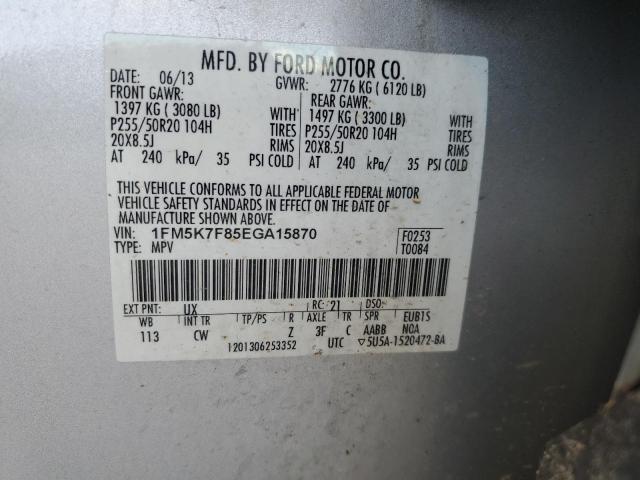 MFD. BY FORD MOTOR CO.
DATE: 06/13 GVWR: 2776 KG ( 6120 LB)
FRONT GAWR: REAR GAWR:
1397 KG ( 3080 LB) WITH 1497 KG ( 3300 LB) WITH
P255/50R20 104H TIRES P255/50R20 104H TIRES
20X8.5J RIMS 20X8.5J RIMS
AT 240 kPa/ 35 PSI COLD AT 240 kPa/ 35 PSI COLD
THIS VEHICLE CONFORMS TO ALL APPLICABLE FEDERAL MOTOR
VEHICLE SAFETY STANDARDS IN EFFECT ON THE DATE OF
MANUFACTURE SHOWN ABOVE.
VIN: 1FM5K7F85EGA15870 F0253
TYPE: MPV T0084
EXT PNT: UX RC: 21 DSO:
WB INT TR TP/PS R AXLE TR SPR EUB1S
113 CW Z 3F C AABB NCA
1201306253352 UTC ▽5U5A-1520472-BA